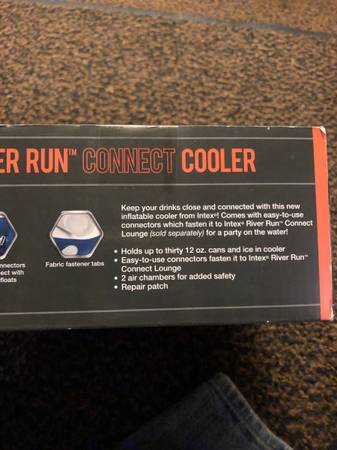 ER RUN™ CONNECT COOLER
Keep your drinks close and connected with this new
inflatable cooler from Intex®! Comes with easy-to-use
connectors which fasten it to Intex® River Run™ Connect
Lounge (sold separately) for a party on the water!
• Holds up to thirty 12 oz. cans and ice in cooler
• Easy-to-use connectors fasten it to Intex® River Run™
Connect Lounge
• 2 air chambers for added safety
• Repair patch
nnectors
ect with
floats
Fabric fastener tabs